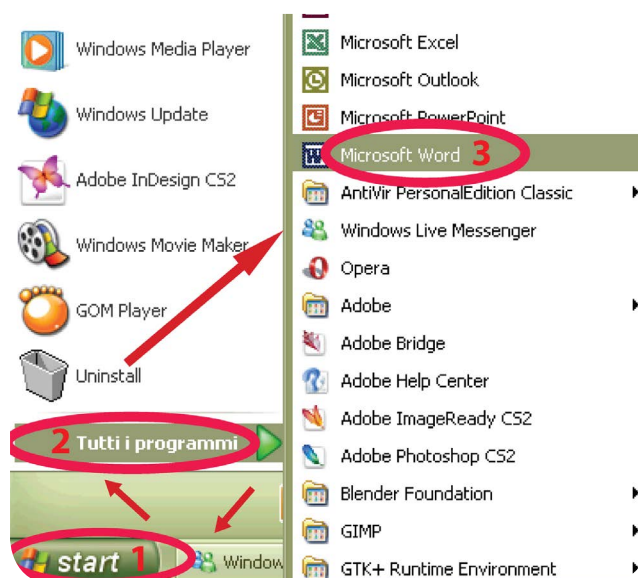 Windows Media Player
Windows Update
Adobe InDesign CS2
Windows Movie Maker
GOM Player
Uninstall
2 Tutti i programmi
start 1
Window
Microsoft Excel
Microsoft Outlook
Microsoft PowerPoint
Microsoft Word 3
AntiVir PersonalEdition Classic
Windows Live Messenger
Opera
Adobe
Adobe Bridge
Adobe Help Center
Adobe ImageReady CS2
Adobe Photoshop CS2
Blender Foundation
GIMP
GTK+ Runtime Environment